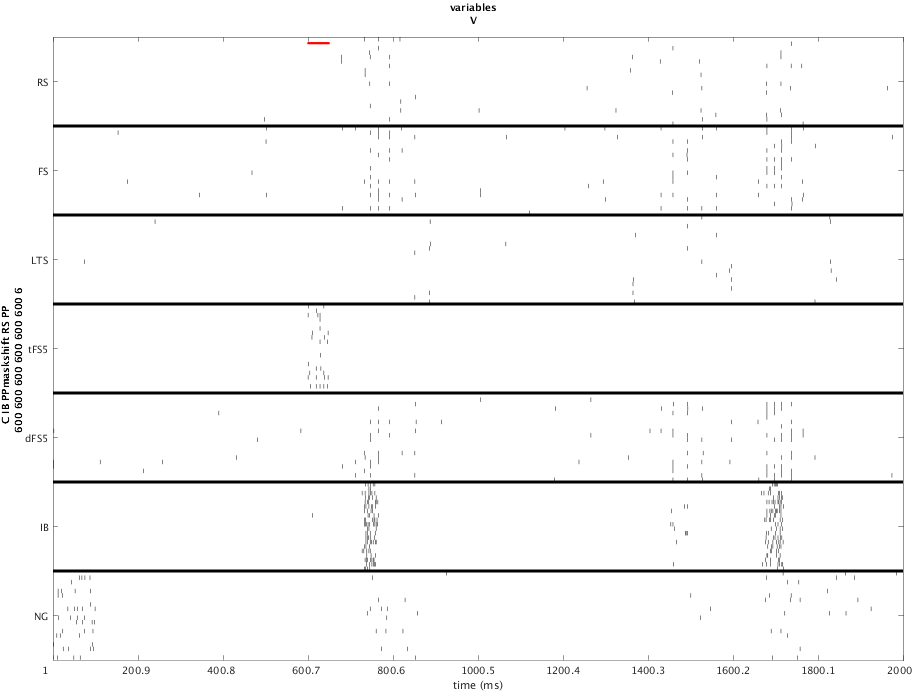 variables
V
RS
FS
LTS
tFS5
dFS5
IB
NG
C IB PPmaskshift RS PP
600 600 600 600 600 600 600 6
1
200.9
400.8
600.7
800.6
1000.5
1200.4
1400.3
1600.2
1800.1
2000
time (ms)